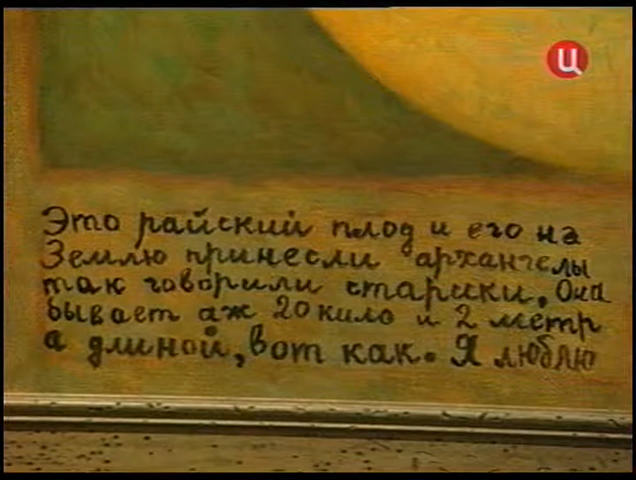 Ц
Это райский плод и его на
Землю принесли архангелы
так говорили старики. Она
бывает аж 20 кило и 2 метр
а длиной, вот как. Я люблю